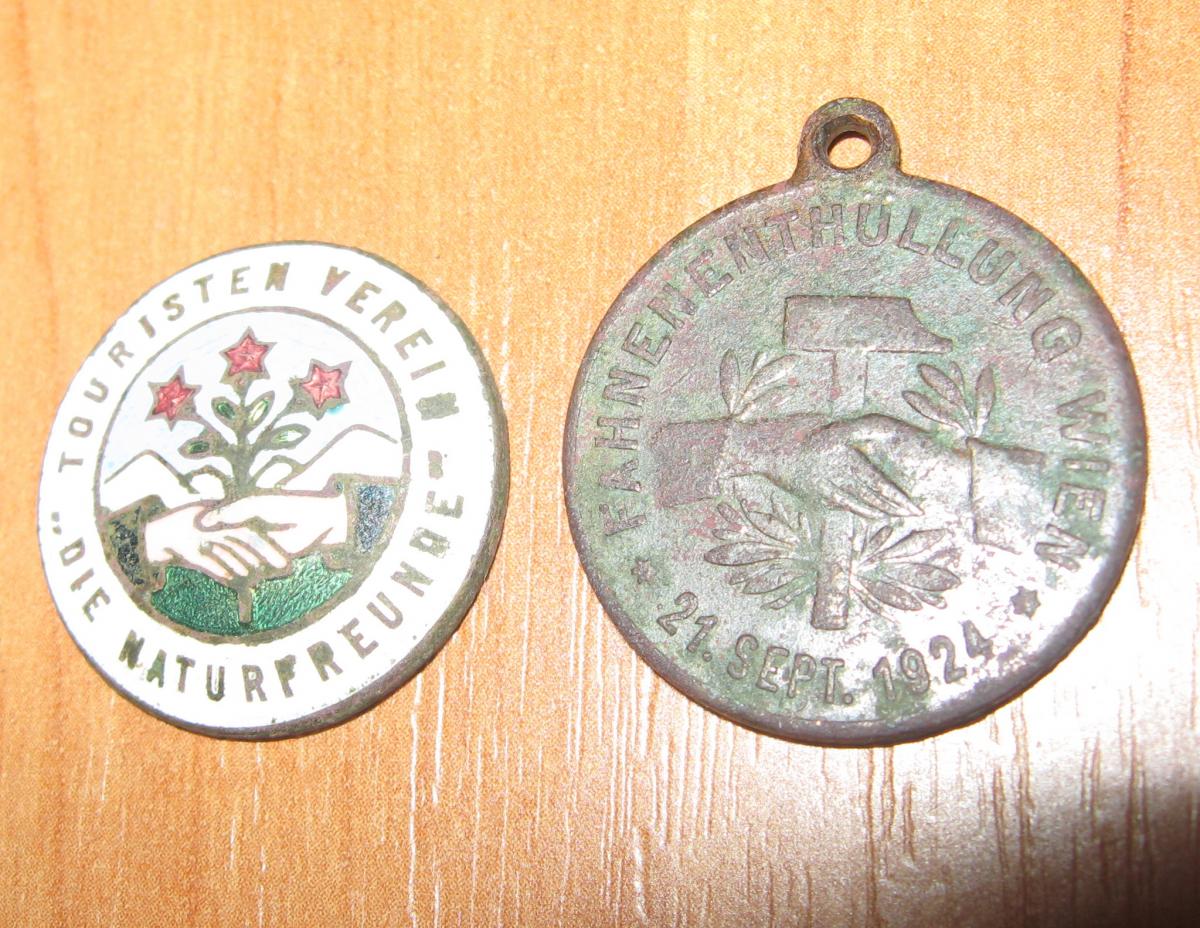 TOURISTEN VEREIN
"DIE NATURFREUNDE"
FAHNENENTHÜLLUNG WIEN
21. SEPT. 1924